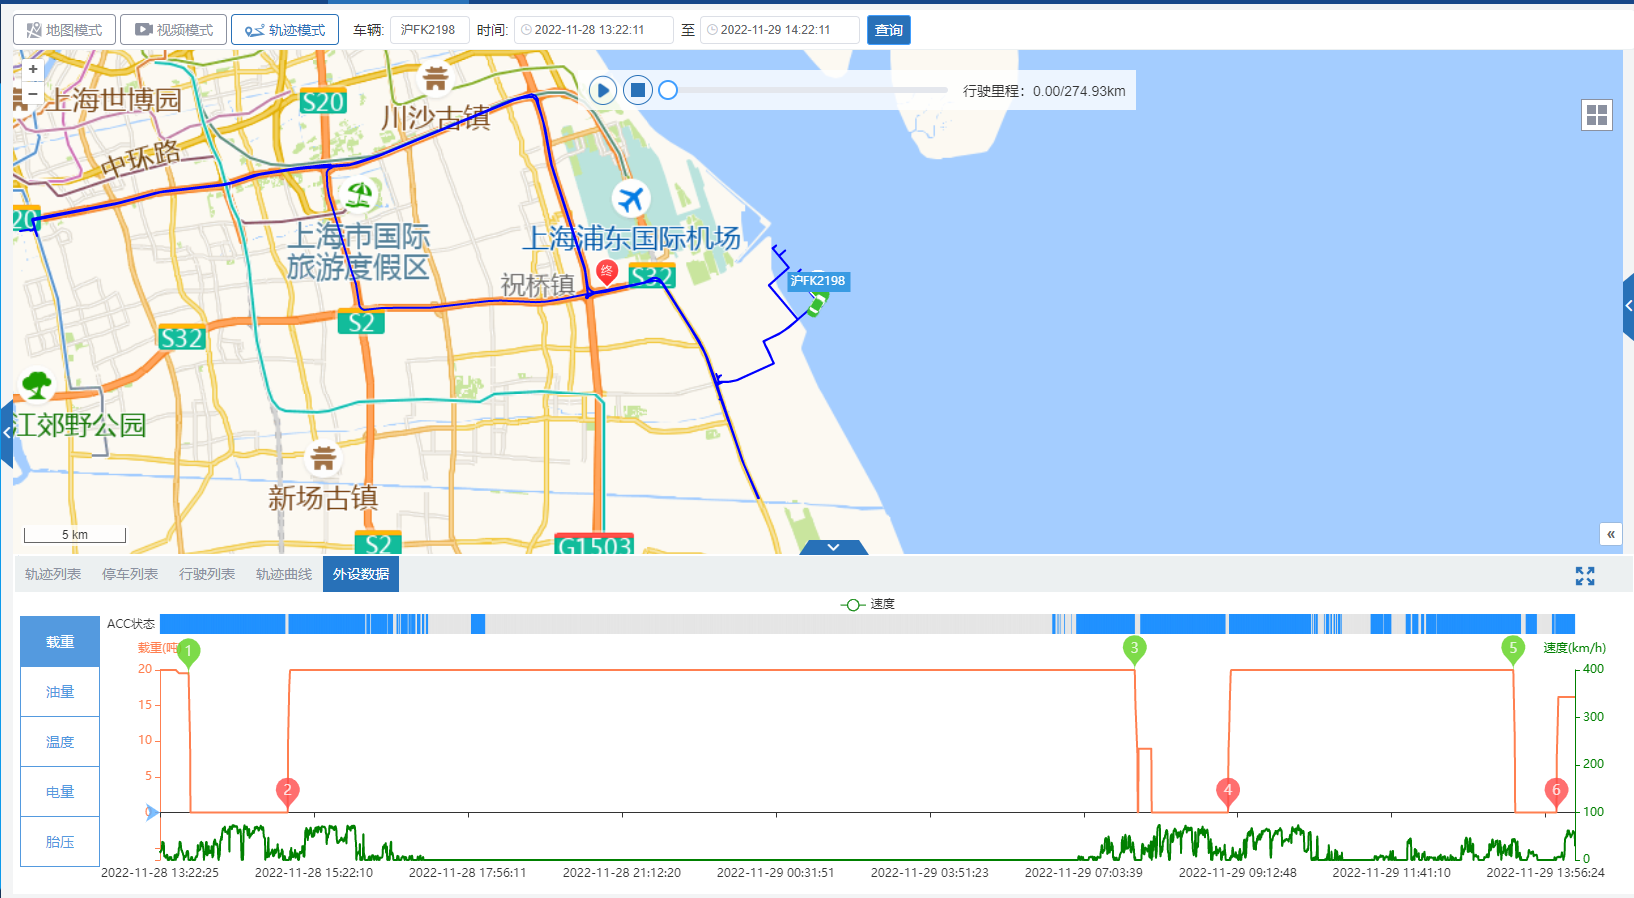 地图模式 视频模式 轨迹模式 车辆: 沪FK2198 时间: 2022-11-28 13:22:11 至 2022-11-29 14:22:11 查询
+
−
上海世博园
S20
川沙古镇
行驶里程：0.00/274.93km
中环路
20
上海市国际
旅游度假区
上海浦东国际机场
祝桥镇
终
S32
沪FK2198
S2
S32
江郊野公园
新场古镇
5 km
S2
G1503
«
轨迹列表 停车列表 行驶列表 轨迹曲线 外设数据
速度
ACC状态
载重
油量
温度
电量
胎压
载重(吨
速度(km/h)
1
2
3
4
5
6
20
15
10
5
0
400
300
200
100
0
2022-11-28 13:22:25 2022-11-28 15:22:10 2022-11-28 17:56:11 2022-11-28 21:12:20 2022-11-29 00:31:51 2022-11-29 03:51:23 2022-11-29 07:03:39 2022-11-29 09:12:48 2022-11-29 11:41:10 2022-11-29 13:56:24